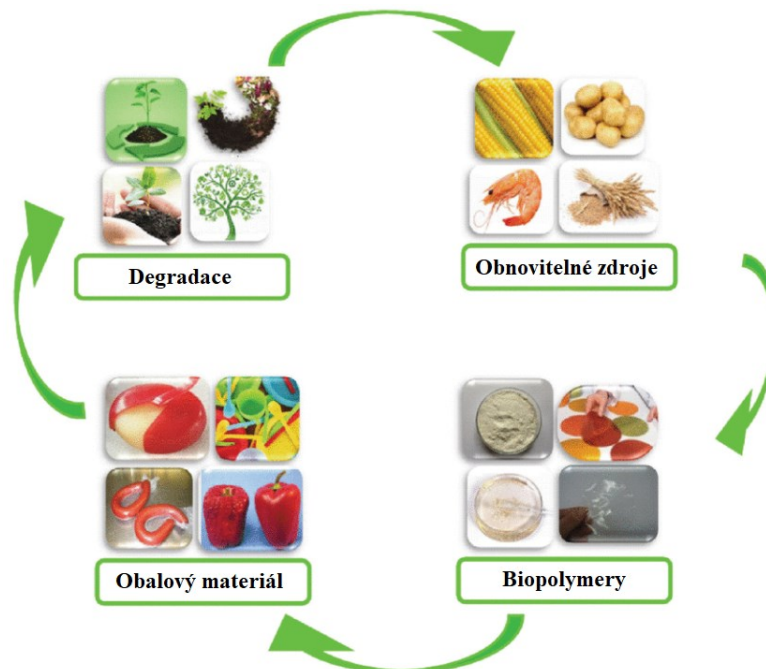 Degradace
Obnovitelné zdroje
Obalový materiál
Biopolymery